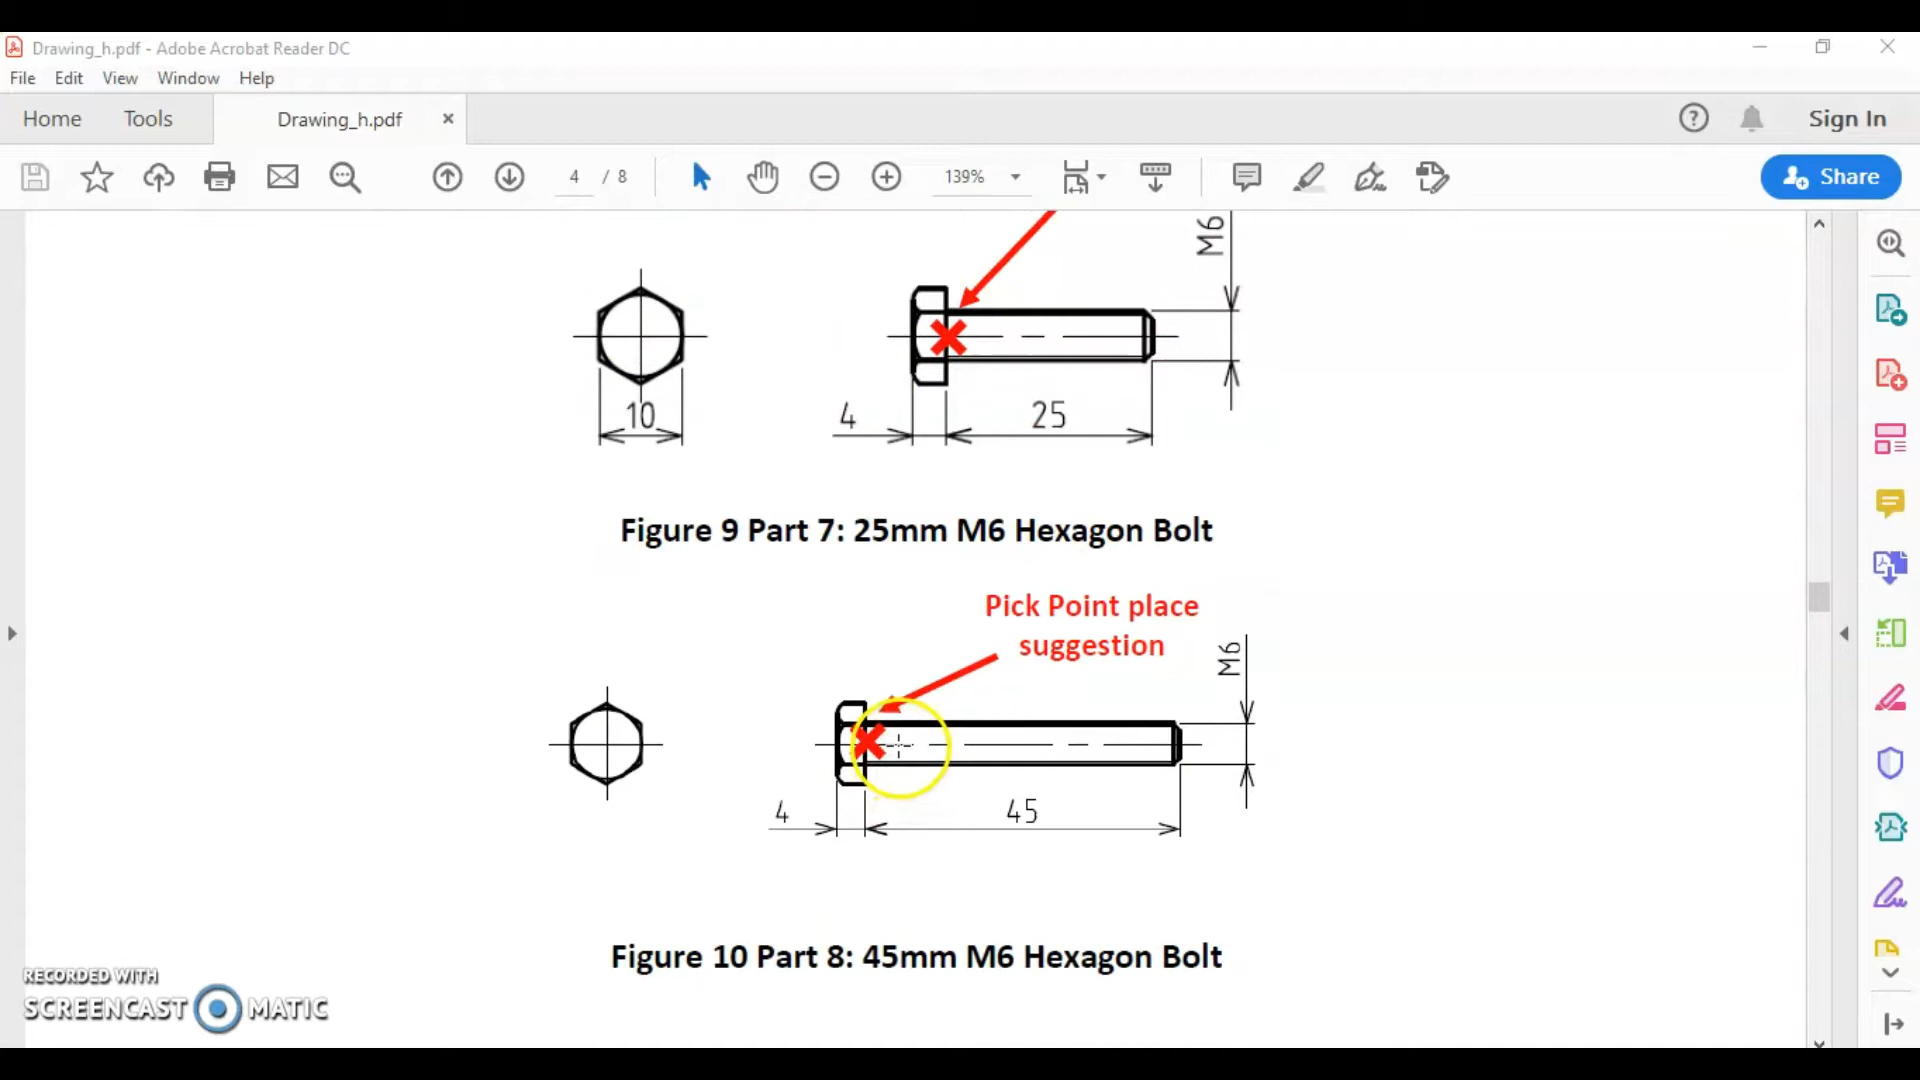 Drawing_h.pdf - Adobe Acrobat Reader DC
File Edit View Window Help
Home Tools Drawing_h.pdf × Sign In
4 / 8 139% Share
M6
10 4 25
Figure 9 Part 7: 25mm M6 Hexagon Bolt
Pick Point place
suggestion
M6
4 45
Figure 10 Part 8: 45mm M6 Hexagon Bolt
RECORDED WITH
SCREENCAST MATIC